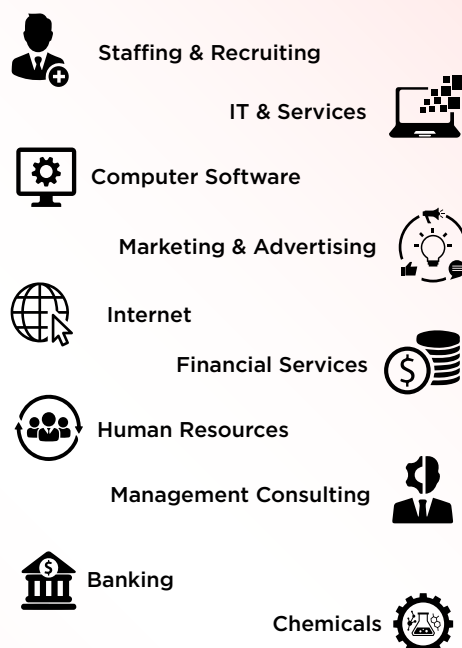 Staffing & Recruiting
IT & Services
Computer Software
Marketing & Advertising
Internet
Financial Services
Human Resources
Management Consulting
Banking
Chemicals